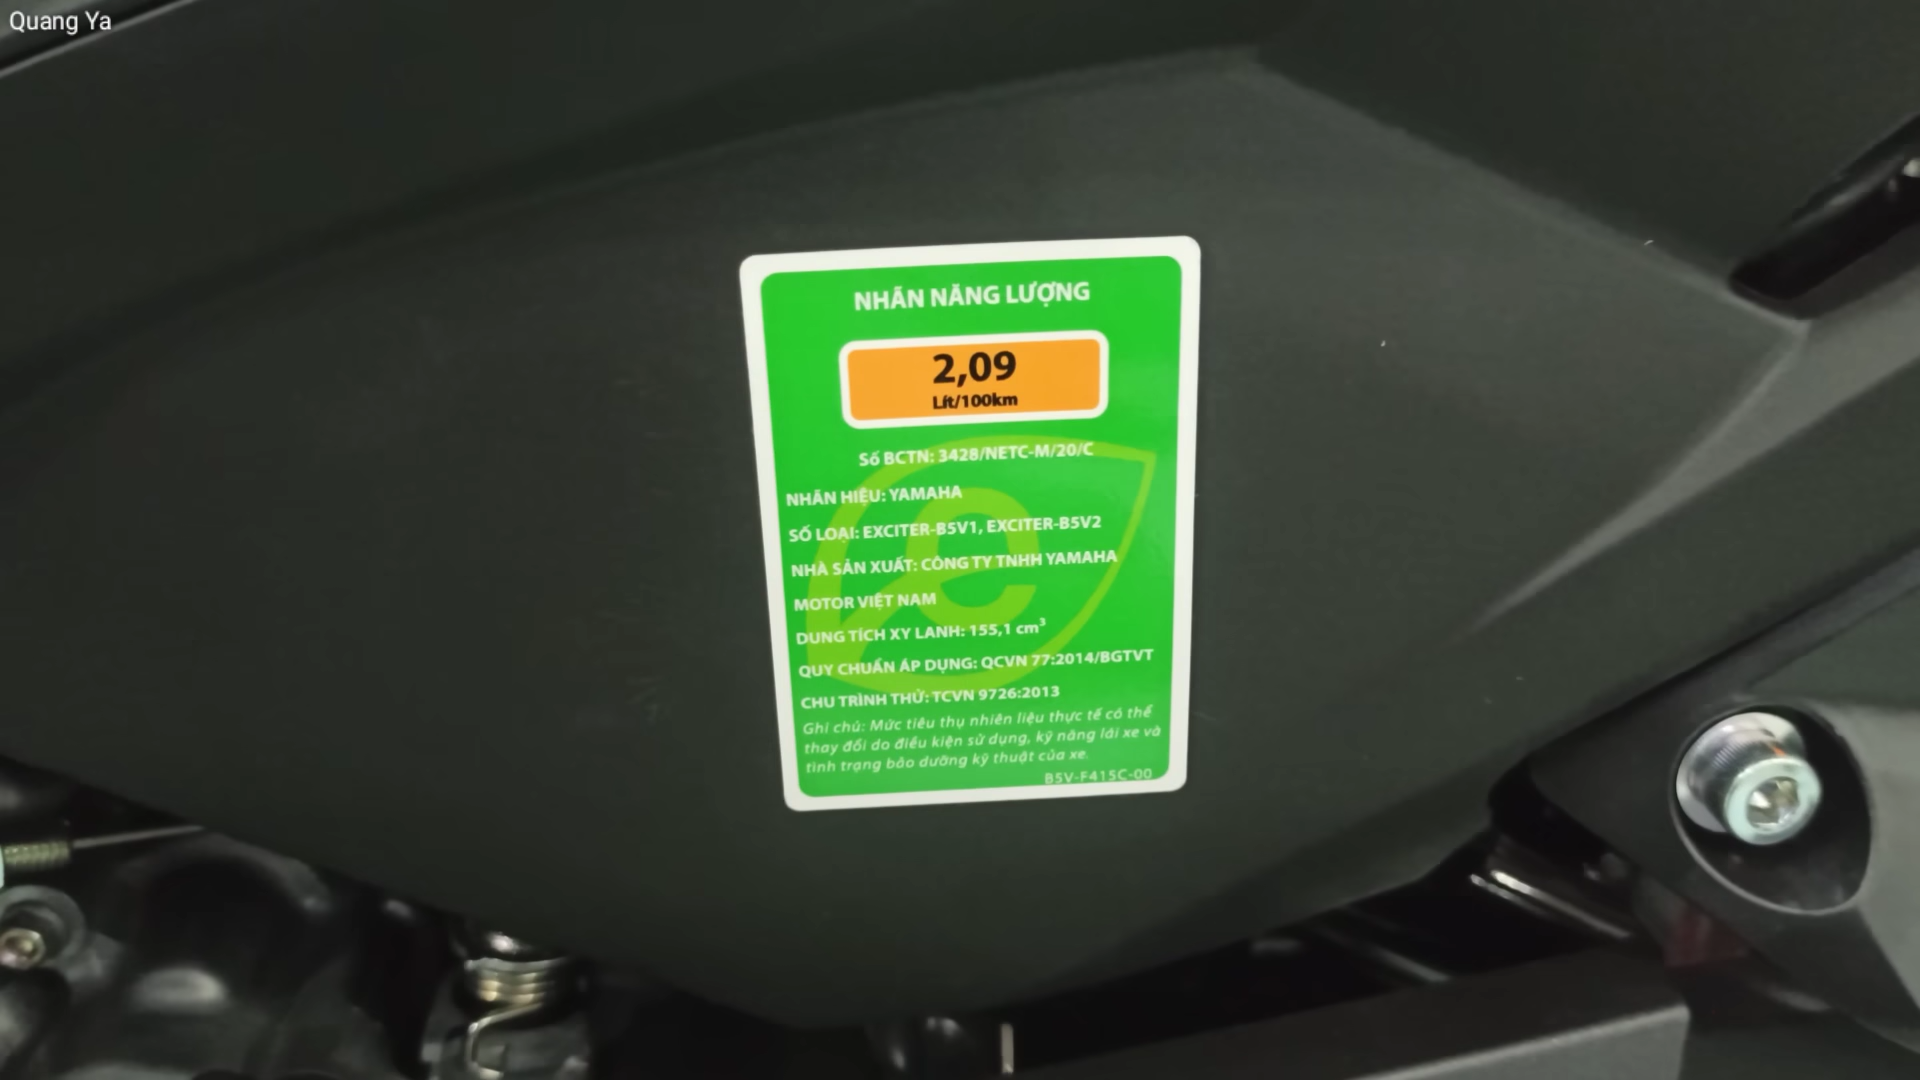 Quang Ya
NHÃN NĂNG LƯỢNG
2,09
Lít/100km
Số BCTN: 3428/NETC-M/20/C
NHÃN HIỆU: YAMAHA
SỐ LOẠI: EXCITER-B5V1, EXCITER-B5V2
NHÀ SẢN XUẤT: CÔNG TY TNHH YAMAHA
MOTOR VIỆT NAM
DUNG TÍCH XY LANH: 155,1 cm³
QUY CHUẨN ÁP DỤNG: QCVN 77:2014/BGTVT
CHU TRÌNH THỬ: TCVN 9726:2013
Ghi chú: Mức tiêu thụ nhiên liệu thực tế có thể
thay đổi do điều kiện sử dụng, kỹ năng lái xe và
tình trạng bảo dưỡng kỹ thuật của xe.
B5V-F415C-00
e